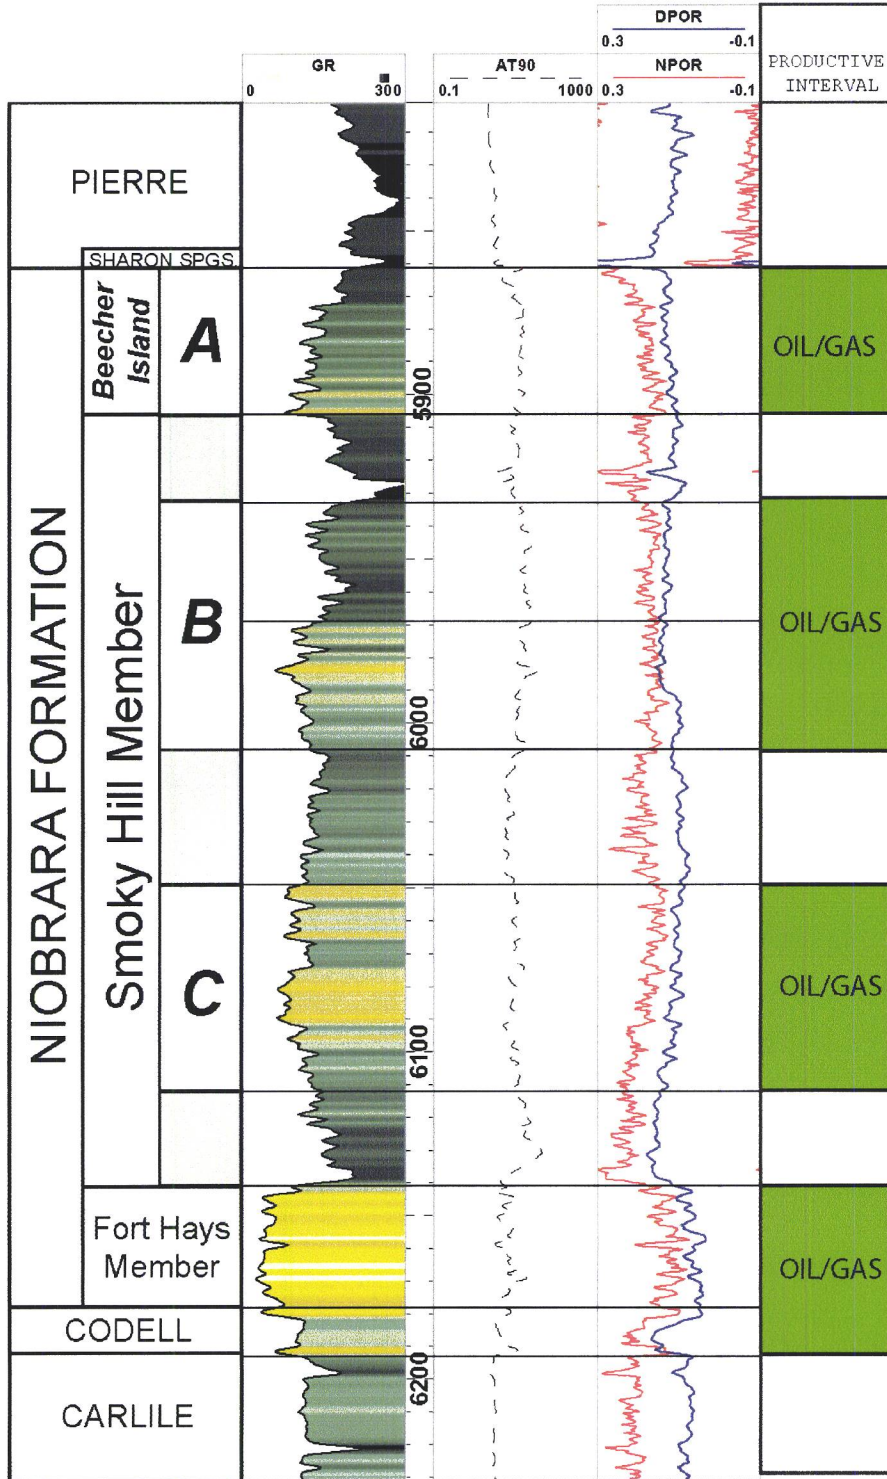 DPOR
0.3 -0.1
GR AT90 NPOR
0 300 0.1 1000 0.3 -0.1
PRODUCTIVE
INTERVAL
PIERRE
SHARON SPGS
NIOBRARA FORMATION
Beecher
Island
A
OIL/GAS
5900
Smoky Hill Member
B
OIL/GAS
6000
C
OIL/GAS
6100
Fort Hays
Member
OIL/GAS
CODELL
6200
CARLILE